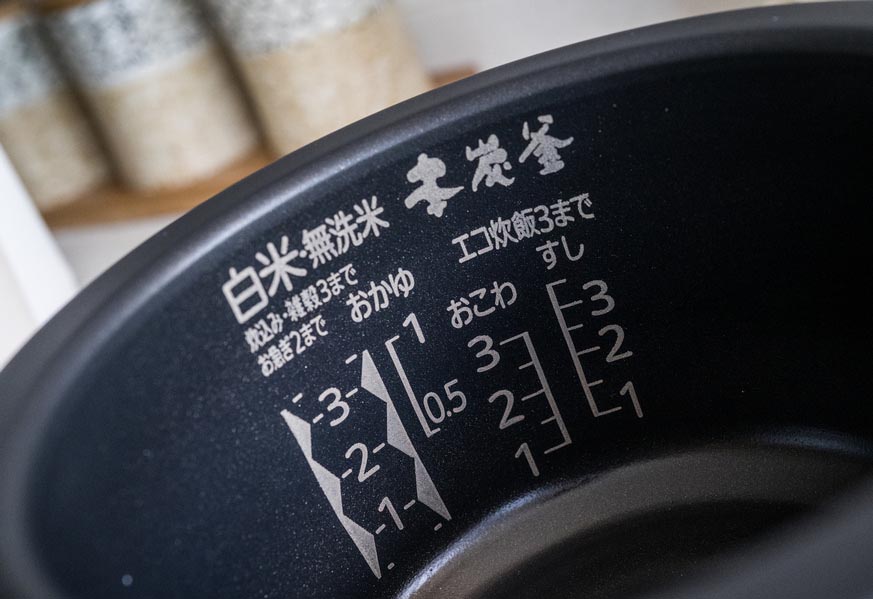 本炭釜
白米・無洗米
炊込み・雑穀3まで
お急ぎ2まで
3
2
1
おかゆ
1
0.5
おこわ
3
2
1
エコ炊飯3まで
すし
3
2
1